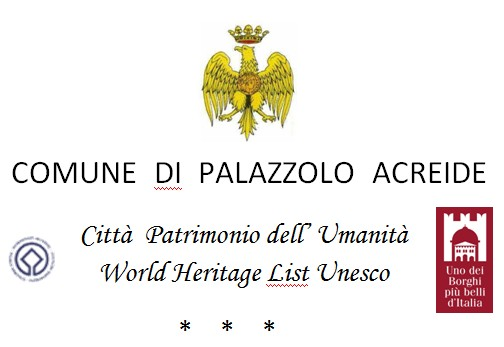 COMUNE DI PALAZZOLO ACREIDE
Città Patrimonio dell' Umanità
World Heritage List Unesco
Uno dei
Borghi
più belli
d'Italia
* * *